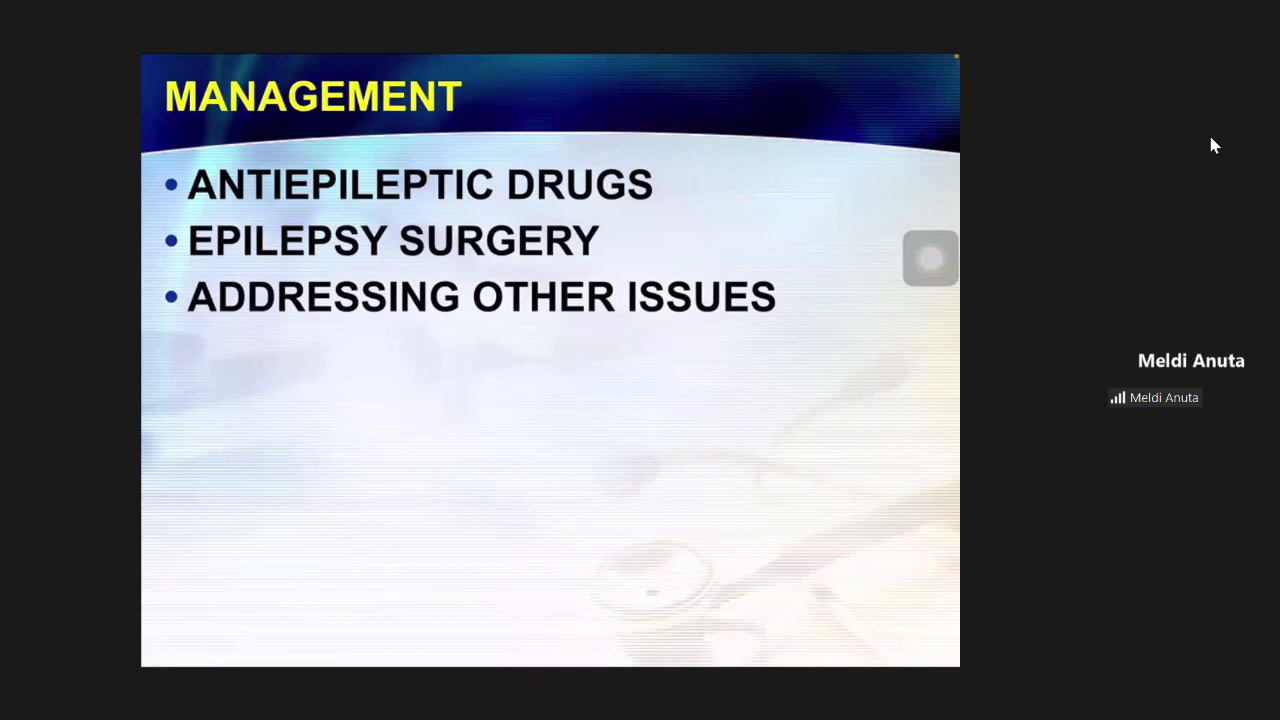 MANAGEMENT
• ANTIEPILEPTIC DRUGS
• EPILEPSY SURGERY
• ADDRESSING OTHER ISSUES
Meldi Anuta
Meldi Anuta